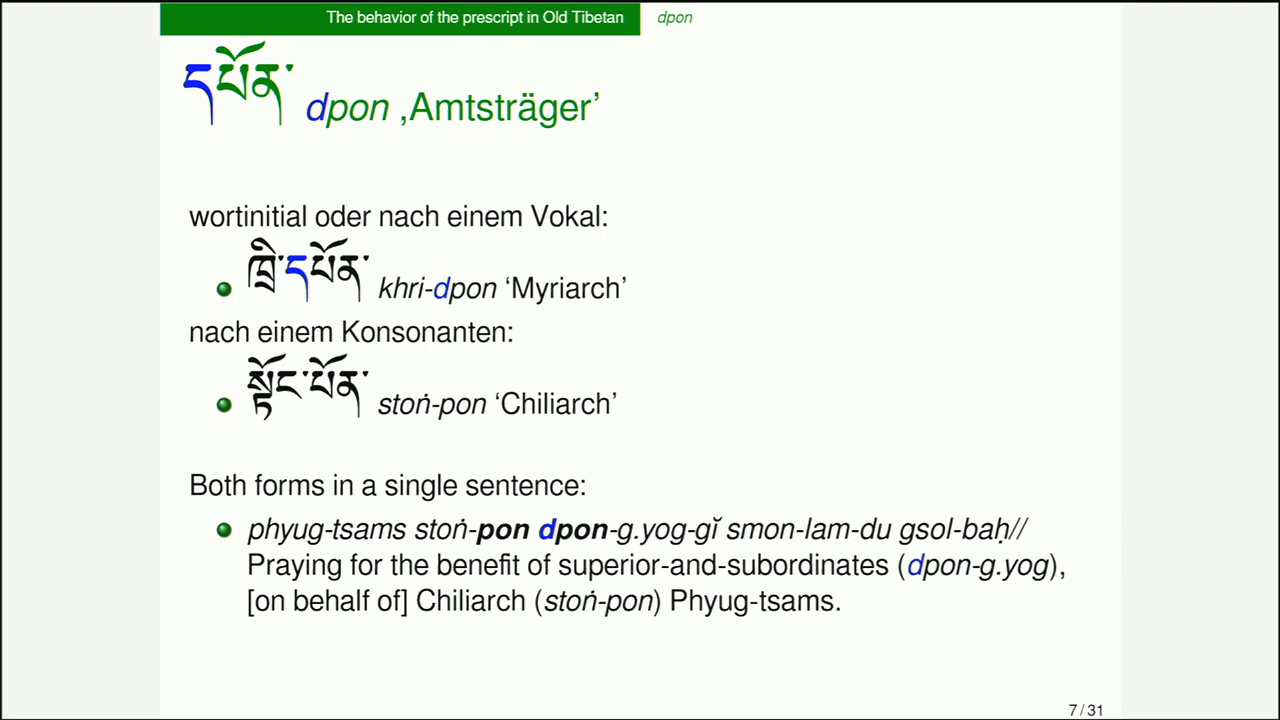 The behavior of the prescript in Old Tibetan dpon
དཔོན་ dpon ‚Amtsträger’
wortinitial oder nach einem Vokal:
ཁྲི་དཔོན་ khri-dpon ‘Myriarch’
nach einem Konsonanten:
སྟོང་པོན་ stoṅ-pon ‘Chiliarch’
Both forms in a single sentence:
phyug-tsams stoṅ-pon dpon-g.yog-gĭ smon-lam-du gsol-baḥ//
Praying for the benefit of superior-and-subordinates (dpon-g.yog),
[on behalf of] Chiliarch (stoṅ-pon) Phyug-tsams.
7 / 31